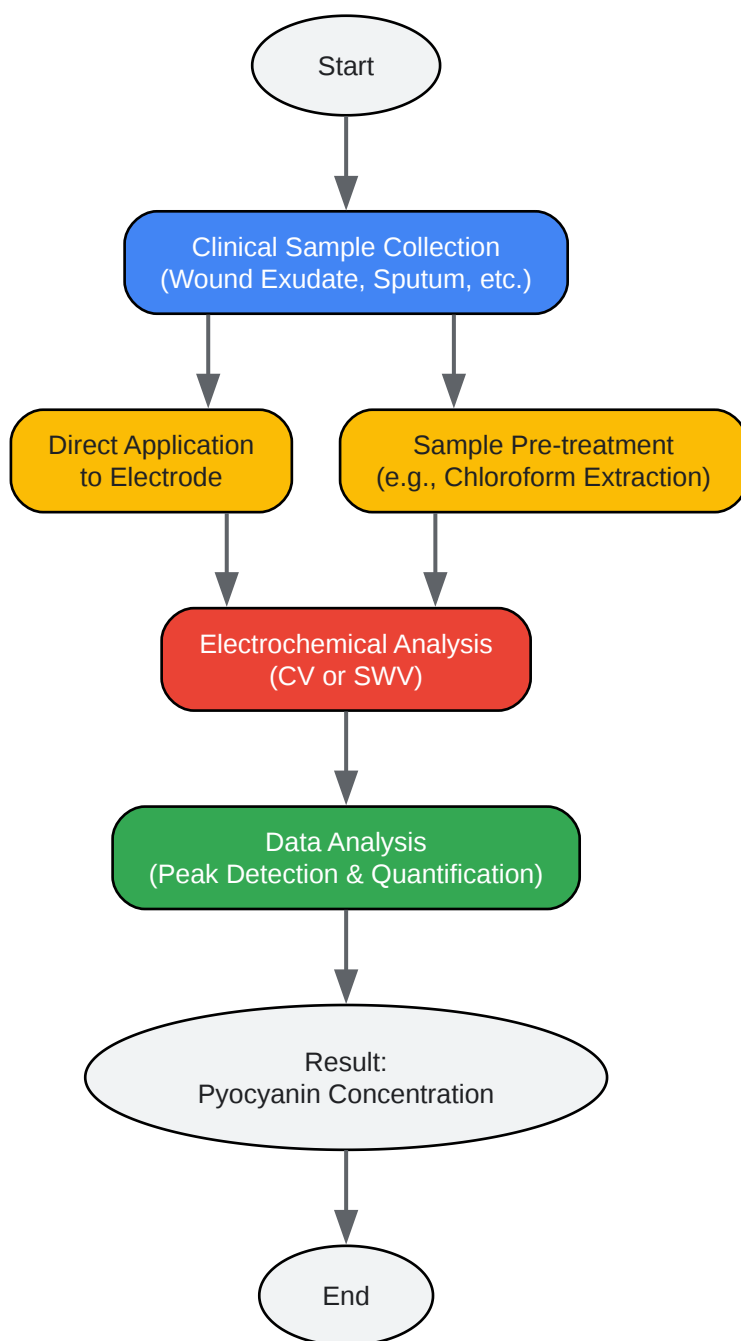 Start
Clinical Sample Collection
(Wound Exudate, Sputum, etc.)
Direct Application
to Electrode
Sample Pre-treatment
(e.g., Chloroform Extraction)
Electrochemical Analysis
(CV or SWV)
Data Analysis
(Peak Detection & Quantification)
Result:
Pyocyanin Concentration
End